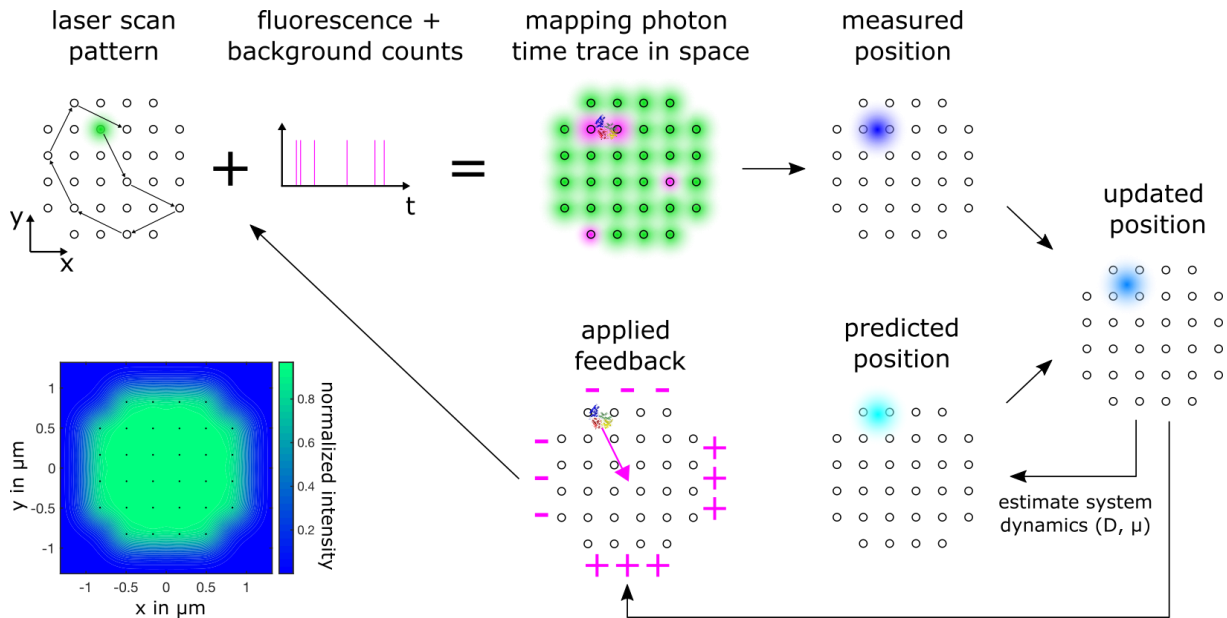 laser scan
pattern
fluorescence +
background counts
mapping photon
time trace in space
measured
position
y
x
+
t
=
updated
position
applied
feedback
predicted
position
- - -
-
-
-
+
+
+
+ + +
estimate system
dynamics (D, μ)
y in μm
1
0.5
0
-0.5
-1
-1
-0.5
0
0.5
1
x in μm
0.8
0.6
0.4
0.2
normalized intensity